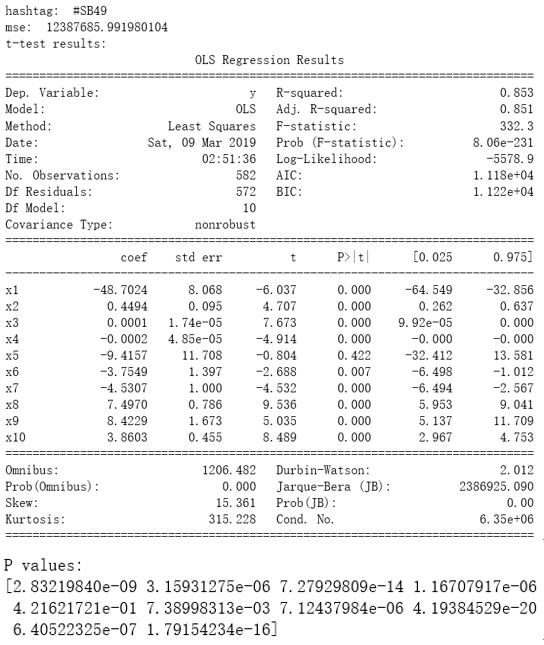 hashtag: #SB49
mse: 12387685.991980104
t-test results:
OLS Regression Results
Dep. Variable: y R-squared: 0.853
Model: OLS Adj. R-squared: 0.851
Method: Least Squares F-statistic: 332.3
Date: Sat, 09 Mar 2019 Prob (F-statistic): 8.06e-231
Time: 02:51:36 Log-Likelihood: -5578.9
No. Observations: 582 AIC: 1.118e+04
Df Residuals: 572 BIC: 1.122e+04
Df Model: 10
Covariance Type: nonrobust
coef std err t P>|t| [0.025 0.975]
x1 -48.7024 8.068 -6.037 0.000 -64.549 -32.856
x2 0.4494 0.095 4.707 0.000 0.262 0.637
x3 0.0001 1.74e-05 7.673 0.000 9.92e-05 0.000
x4 -0.0002 4.85e-05 -4.914 0.000 -0.000 -0.000
x5 -9.4157 11.708 -0.804 0.422 -32.412 13.581
x6 -3.7549 1.397 -2.688 0.007 -6.498 -1.012
x7 -4.5307 1.000 -4.532 0.000 -6.494 -2.567
x8 7.4970 0.786 9.536 0.000 5.953 9.041
x9 8.4229 1.673 5.035 0.000 5.137 11.709
x10 3.8603 0.455 8.489 0.000 2.967 4.753
Omnibus: 1206.482 Durbin-Watson: 2.012
Prob(Omnibus): 0.000 Jarque-Bera (JB): 2386925.090
Skew: 15.361 Prob(JB): 0.00
Kurtosis: 315.228 Cond. No. 6.35e+06
P values:
[2.83219840e-09 3.15931275e-06 7.27929809e-14 1.16707917e-06
4.21621721e-01 7.38998313e-03 7.12437984e-06 4.19384529e-20
6.40522325e-07 1.79154234e-16]